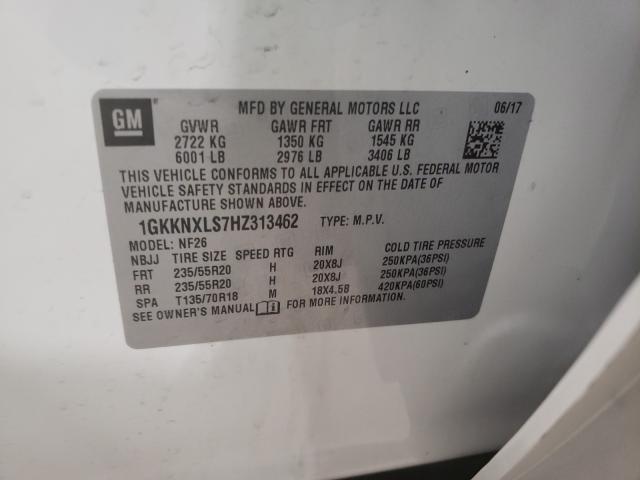 GM
MFD BY GENERAL MOTORS LLC 06/17
GVWR GAWR FRT GAWR RR
2722 KG 1350 KG 1545 KG
6001 LB 2976 LB 3406 LB
THIS VEHICLE CONFORMS TO ALL APPLICABLE U.S. FEDERAL MOTOR
VEHICLE SAFETY STANDARDS IN EFFECT ON THE DATE OF
MANUFACTURE SHOWN ABOVE.
1GKKNXLS7HZ313462 TYPE: M.P.V.
MODEL: NF26
NBJJ TIRE SIZE SPEED RTG RIM COLD TIRE PRESSURE
FRT 235/55R20 H 20X8J 250KPA(36PSI)
RR 235/55R20 H 20X8J 250KPA(36PSI)
SPA T135/70R18 M 18X4.5B 420KPA(60PSI)
SEE OWNER'S MANUAL